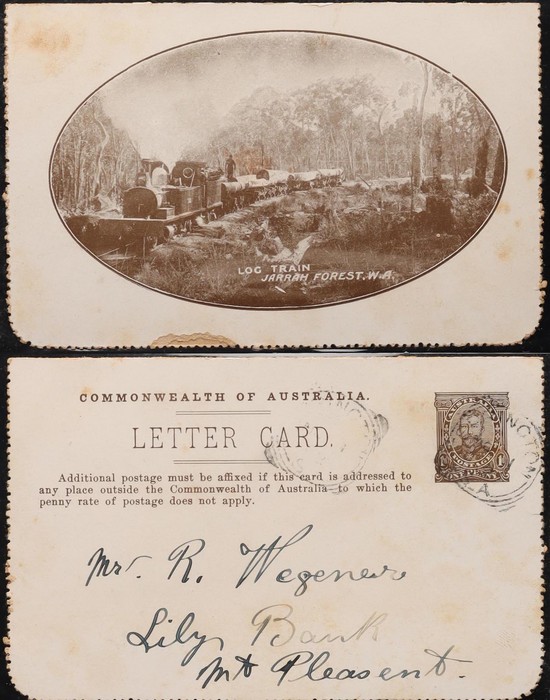 LOG TRAIN
JARRAH FOREST. W.A.
COMMONWEALTH OF AUSTRALIA.
LETTER CARD.
AUSTRALIA
POSTAGE
Additional postage must be affixed if this card is addressed to
any place outside the Commonwealth of Australia to which the
penny rate of postage does not apply.
Mr. R. Wegener
Lily Bank
Mt Pleasent.